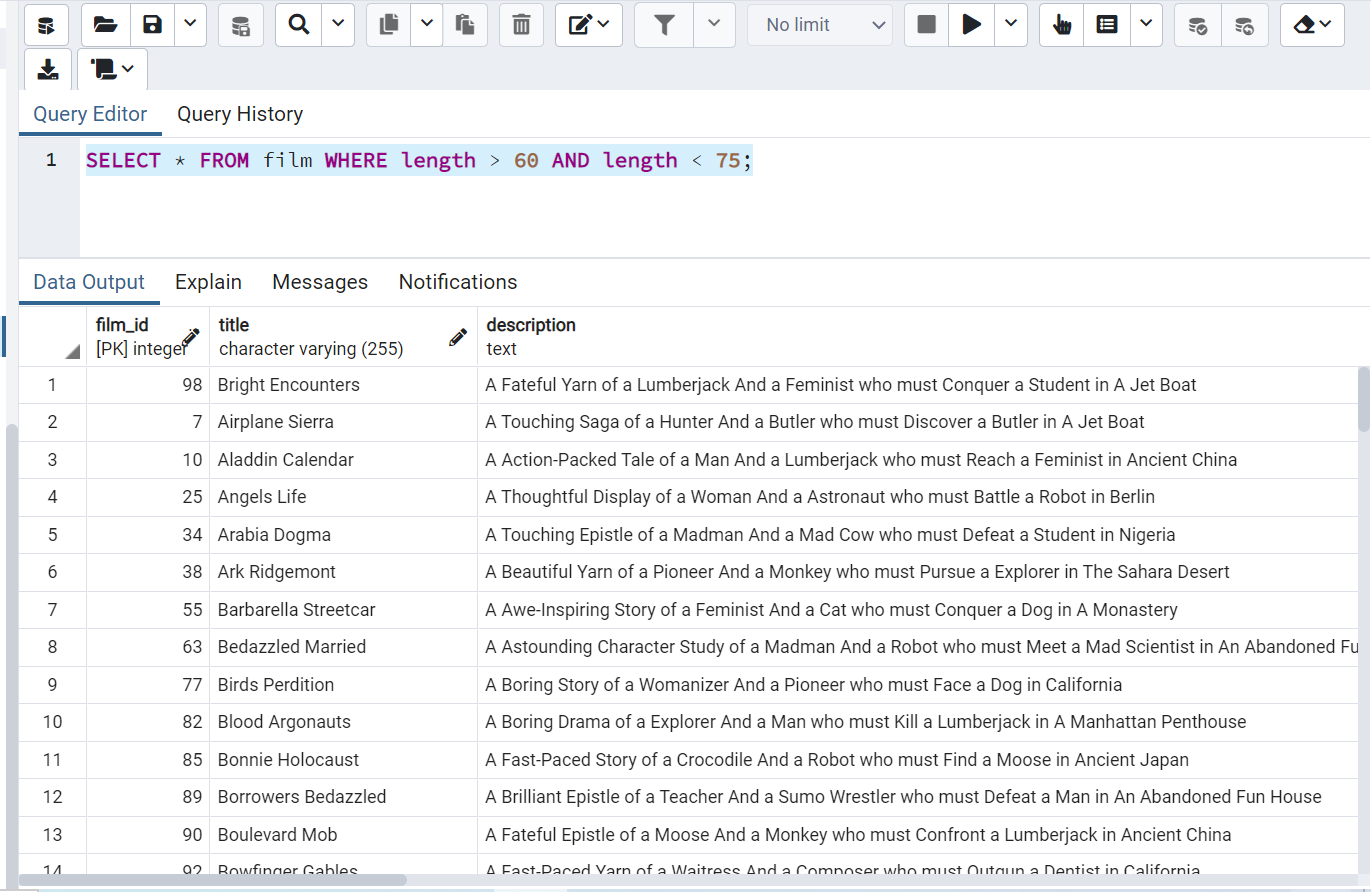 No limit
Query Editor Query History
1 SELECT * FROM film WHERE length > 60 AND length < 75;
Data Output Explain Messages Notifications
film_id title description
[PK] integer character varying (255) text
1 98 Bright Encounters A Fateful Yarn of a Lumberjack And a Feminist who must Conquer a Student in A Jet Boat
2 7 Airplane Sierra A Touching Saga of a Hunter And a Butler who must Discover a Butler in A Jet Boat
3 10 Aladdin Calendar A Action-Packed Tale of a Man And a Lumberjack who must Reach a Feminist in Ancient China
4 25 Angels Life A Thoughtful Display of a Woman And a Astronaut who must Battle a Robot in Berlin
5 34 Arabia Dogma A Touching Epistle of a Madman And a Mad Cow who must Defeat a Student in Nigeria
6 38 Ark Ridgemont A Beautiful Yarn of a Pioneer And a Monkey who must Pursue a Explorer in The Sahara Desert
7 55 Barbarella Streetcar A Awe-Inspiring Story of a Feminist And a Cat who must Conquer a Dog in A Monastery
8 63 Bedazzled Married A Astounding Character Study of a Madman And a Robot who must Meet a Mad Scientist in An Abandoned Fu
9 77 Birds Perdition A Boring Story of a Womanizer And a Pioneer who must Face a Dog in California
10 82 Blood Argonauts A Boring Drama of a Explorer And a Man who must Kill a Lumberjack in A Manhattan Penthouse
11 85 Bonnie Holocaust A Fast-Paced Story of a Crocodile And a Robot who must Find a Moose in Ancient Japan
12 89 Borrowers Bedazzled A Brilliant Epistle of a Teacher And a Sumo Wrestler who must Defeat a Man in An Abandoned Fun House
13 90 Boulevard Mob A Fateful Epistle of a Moose And a Monkey who must Confront a Lumberjack in Ancient China
14 92 Bowfinger Gables A Fast-Paced Yarn of a Waitress And a Composer who must Outgun a Dentist in California